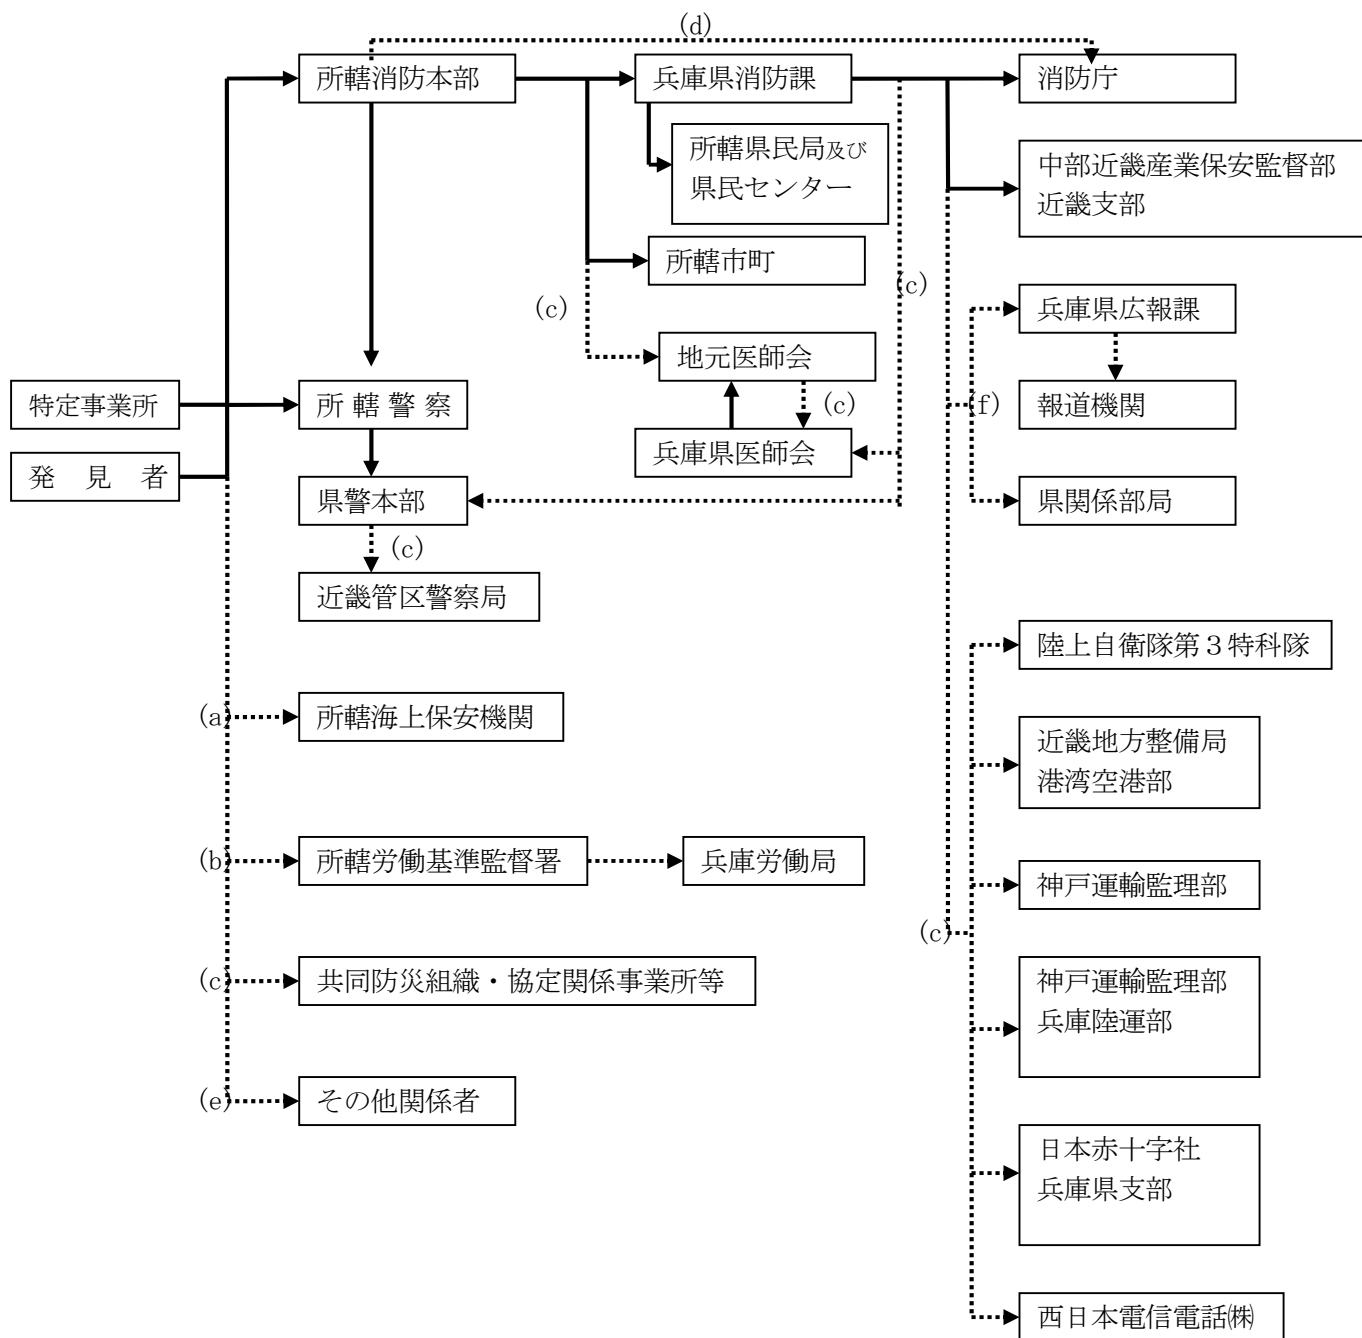 (d)
所轄消防本部
兵庫県消防課
消防庁
所轄県民局及び
県民センター
中部近畿産業保安監督部
近畿支部
所轄市町
(c)
(c)
兵庫県広報課
地元医師会
特定事業所
所 轄 警 察
(c)
(f)
報道機関
発 見 者
兵庫県医師会
県警本部
県関係部局
(c)
近畿管区警察局
陸上自衛隊第３特科隊
(a)
所轄海上保安機関
近畿地方整備局
港湾空港部
(b)
所轄労働基準監督署
兵庫労働局
神戸運輸監理部
(c)
(c)
共同防災組織・協定関係事業所等
神戸運輸監理部
兵庫陸運部
(e)
その他関係者
日本赤十字社
兵庫県支部
西日本電信電話㈱